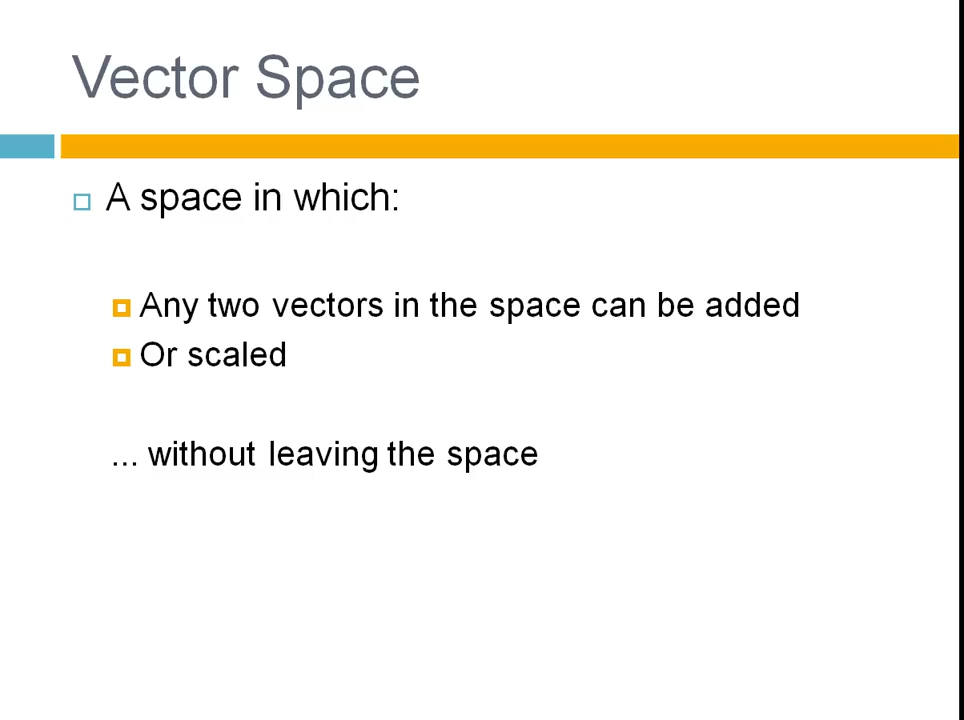 Vector Space
A space in which:
Any two vectors in the space can be added
Or scaled
... without leaving the space